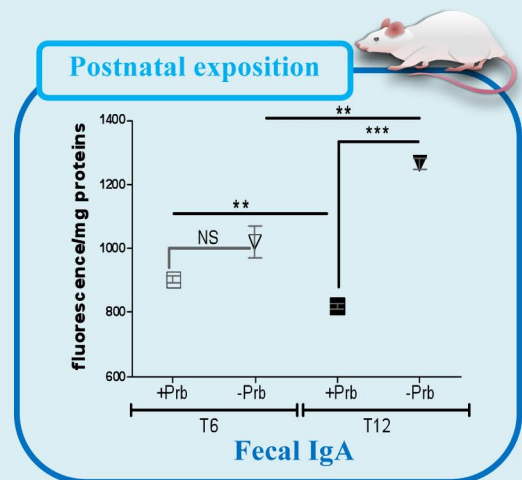 Postnatal exposition
fluorescence/mg proteins
1400
1200
1000
800
600
**
***
**
NS
+Prb -Prb +Prb -Prb
T6 T12
Fecal IgA